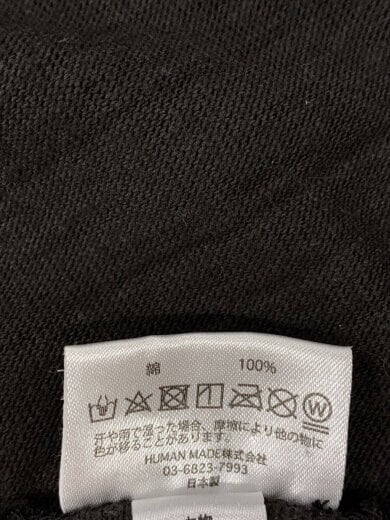 綿 100%
W
汗や雨で湿った場合、摩擦により他の物に
色が移ることがあります。
HUMAN MADE株式会社
03-6823-7993
日本製